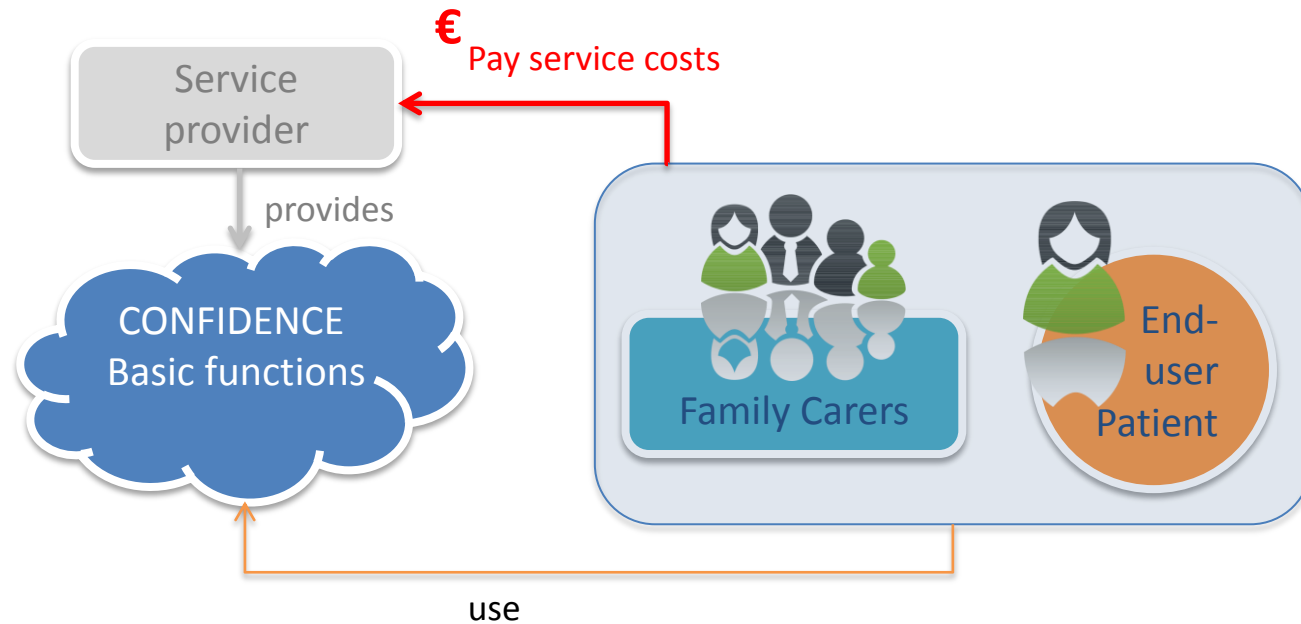 €
Pay service costs
Service
provider
provides
CONFIDENCE
Basic functions
Family Carers
End-
user
Patient
use